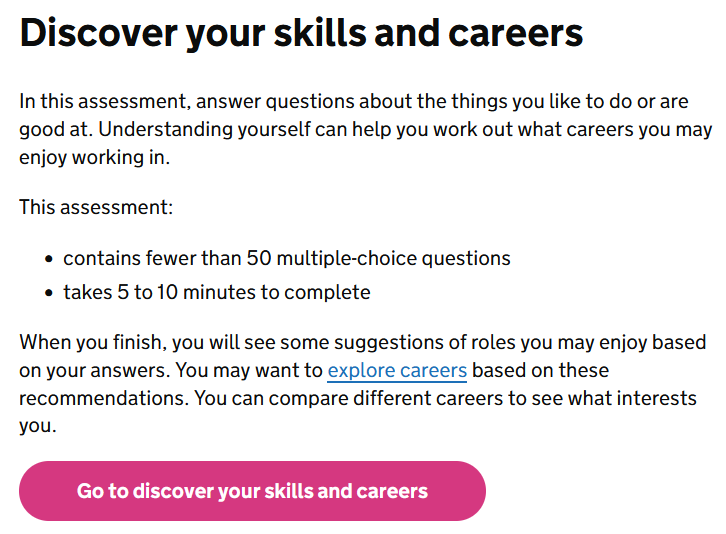 Discover your skills and careers
In this assessment, answer questions about the things you like to do or are
good at. Understanding yourself can help you work out what careers you may
enjoy working in.
This assessment:
• contains fewer than 50 multiple-choice questions
• takes 5 to 10 minutes to complete
When you finish, you will see some suggestions of roles you may enjoy based
on your answers. You may want to explore careers based on these
recommendations. You can compare different careers to see what interests
you.
Go to discover your skills and careers